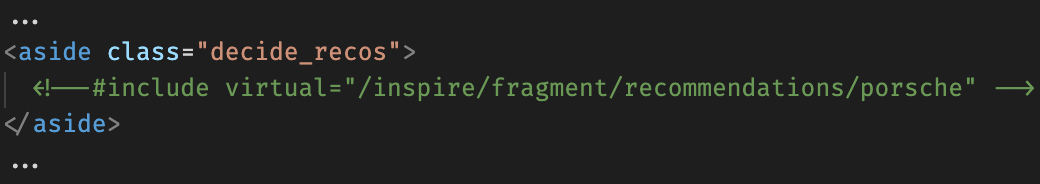 ...
<aside class="decide_recos">
<!--#include virtual="/inspire/fragment/recommendations/porsche" -->
</aside>
...